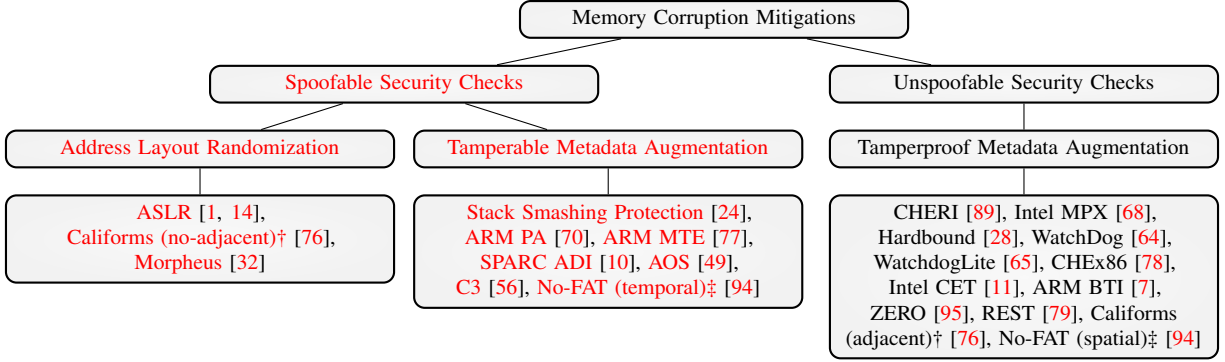 Memory Corruption Mitigations
Spoofable Security Checks
Unspoofable Security Checks
Address Layout Randomization
Tamperable Metadata Augmentation
Tamperproof Metadata Augmentation
ASLR [1, 14],
Califorms (no-adjacent)† [76],
Morpheus [32]
Stack Smashing Protection [24],
ARM PA [70], ARM MTE [77],
SPARC ADI [10], AOS [49],
C3 [56], No-FAT (temporal)‡ [94]
CHERI [89], Intel MPX [68],
Hardbound [28], WatchDog [64],
WatchdogLite [65], CHEx86 [78],
Intel CET [11], ARM BTI [7],
ZERO [95], REST [79], Califorms
(adjacent)† [76], No-FAT (spatial)‡ [94]